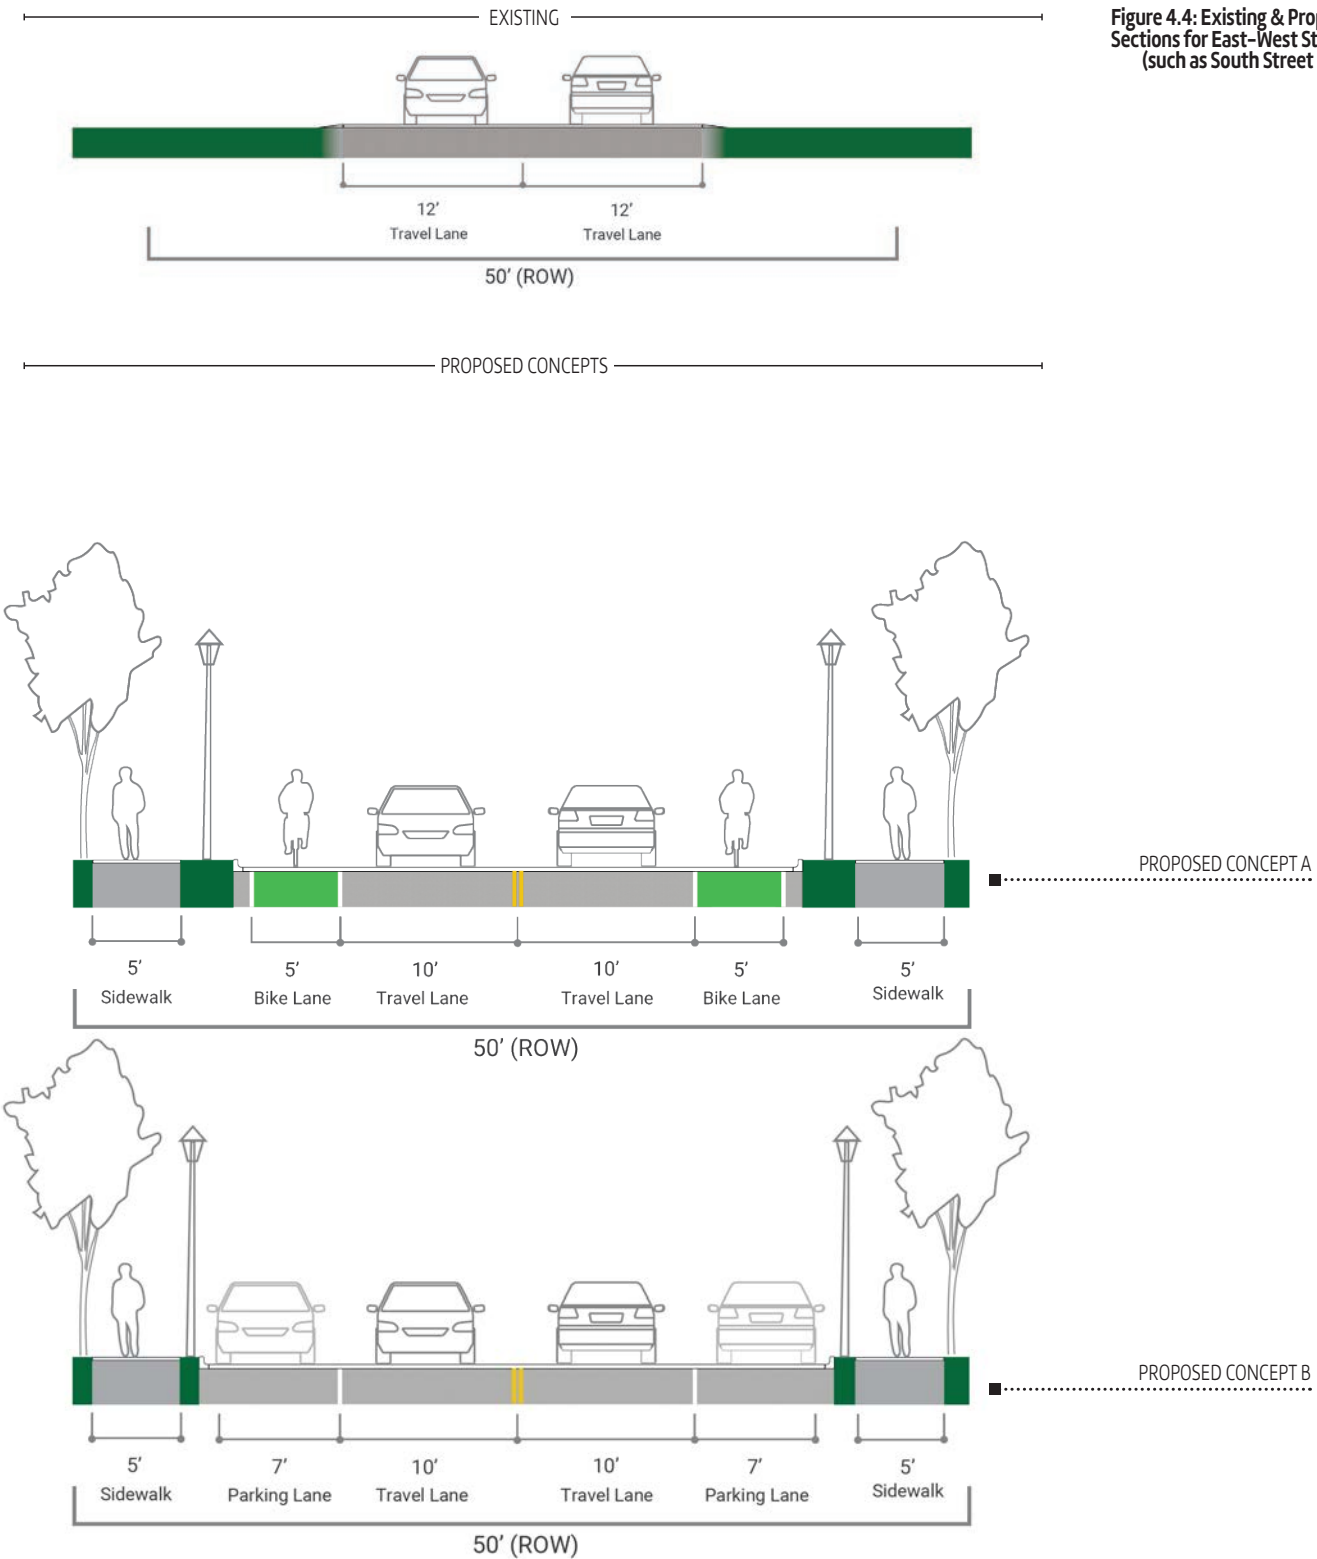 EXISTING
Figure 4.4: Existing & Pro
Sections for East-West St
(such as South Street
12' 12'
Travel Lane Travel Lane
50' (ROW)
PROPOSED CONCEPTS
PROPOSED CONCEPT A
5' 5' 10' 10' 5' 5'
Sidewalk Bike Lane Travel Lane Travel Lane Bike Lane Sidewalk
50' (ROW)
PROPOSED CONCEPT B
5' 7' 10' 10' 7' 5'
Sidewalk Parking Lane Travel Lane Travel Lane Parking Lane Sidewalk
50' (ROW)